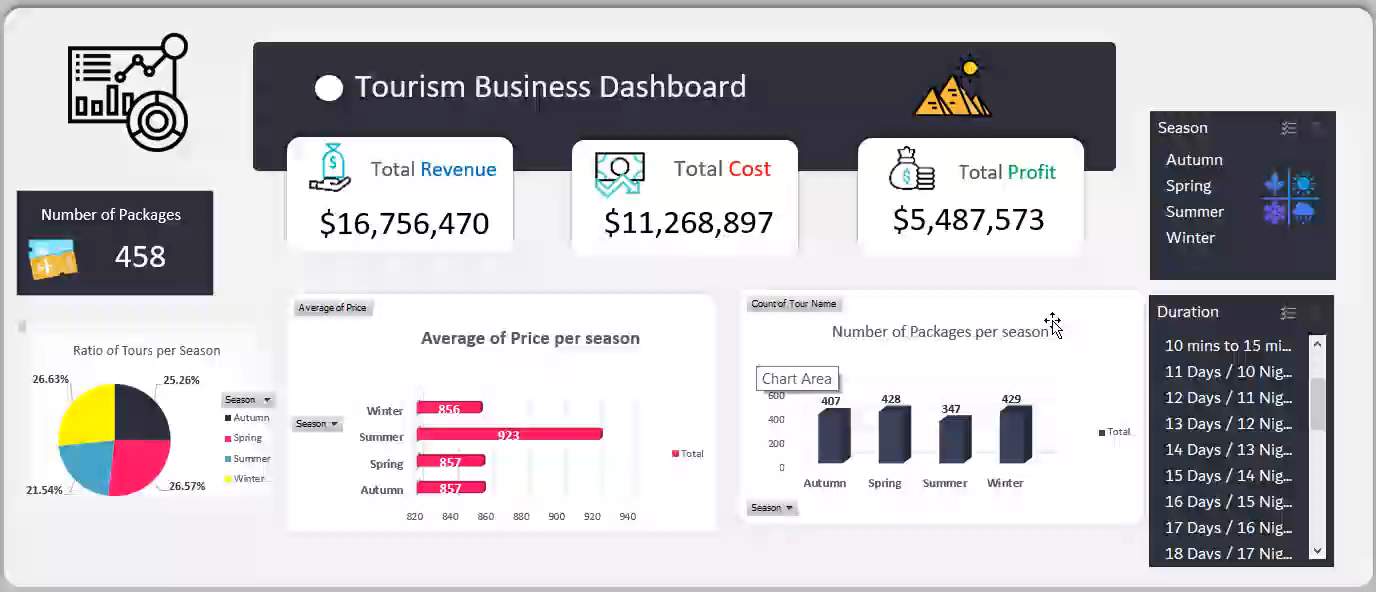 Tourism Business Dashboard
Total Revenue
$16,756,470
Total Cost
$11,268,897
Total Profit
$5,487,573
Number of Packages
458
Ratio of Tours per Season
26.63%
25.26%
21.54%
26.57%
Season
Autumn
Spring
Summer
Winter
Average of Price
Average of Price per season
Season
Winter
856
Summer
923
Spring
857
Autumn
857
820 840 860 880 900 920 940
Total
Count of Tour Name
Number of Packages per season
Chart Area
600
400
200
0
407
428
347
429
Autumn Spring Summer Winter
Total
Season
Season
Autumn
Spring
Summer
Winter
Duration
10 mins to 15 mi...
11 Days / 10 Nig...
12 Days / 11 Nig...
13 Days / 12 Nig...
14 Days / 13 Nig...
15 Days / 14 Nig...
16 Days / 15 Nig...
17 Days / 16 Nig...
18 Days / 17 Nig...